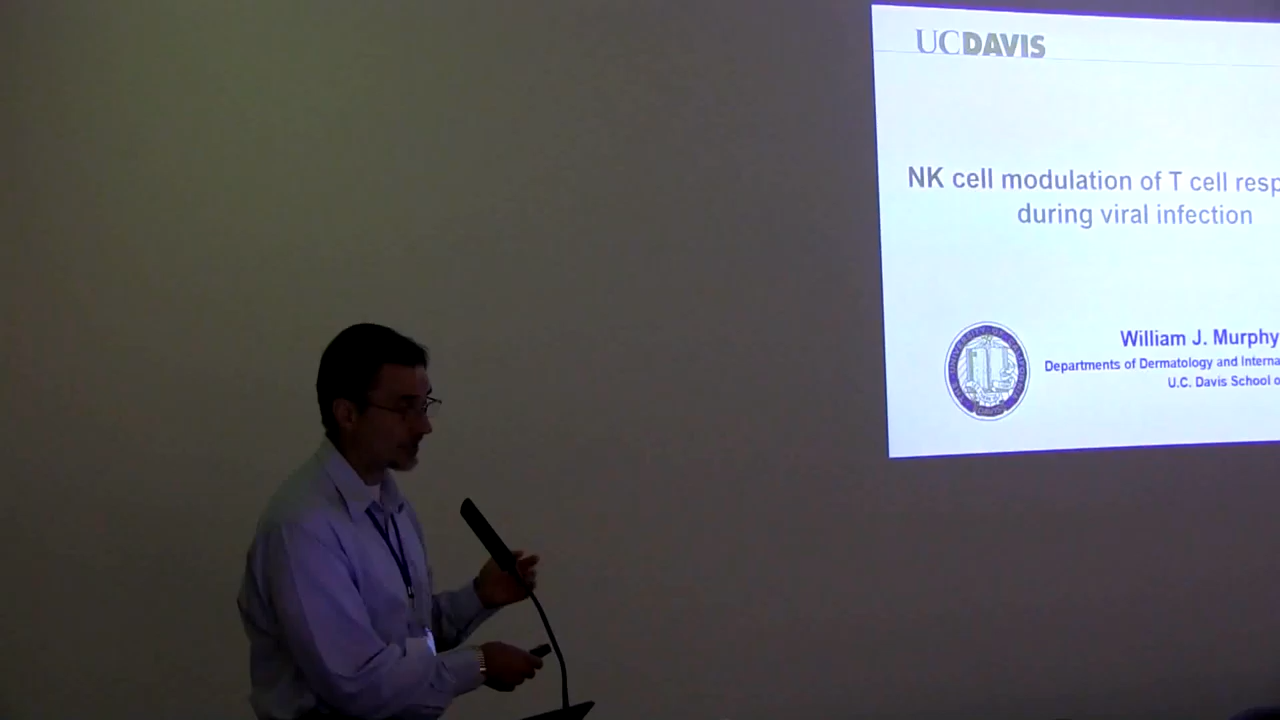 UCDAVIS
NK cell modulation of T cell resp
during viral infection
William J. Murphy
Departments of Dermatology and Interna
U.C. Davis School o